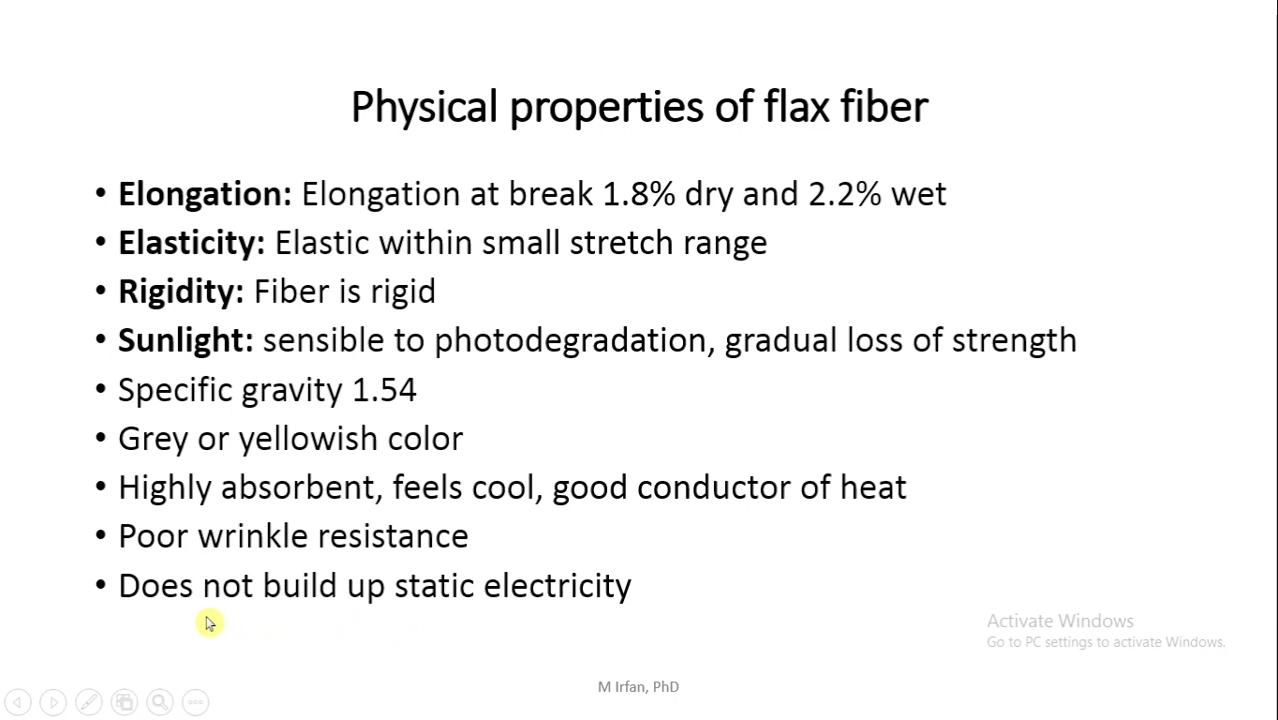 Physical properties of flax fiber
• Elongation: Elongation at break 1.8% dry and 2.2% wet
• Elasticity: Elastic within small stretch range
• Rigidity: Fiber is rigid
• Sunlight: sensible to photodegradation, gradual loss of strength
• Specific gravity 1.54
• Grey or yellowish color
• Highly absorbent, feels cool, good conductor of heat
• Poor wrinkle resistance
• Does not build up static electricity
Activate Windows
Go to PC settings to activate Windows.
M Irfan, PhD